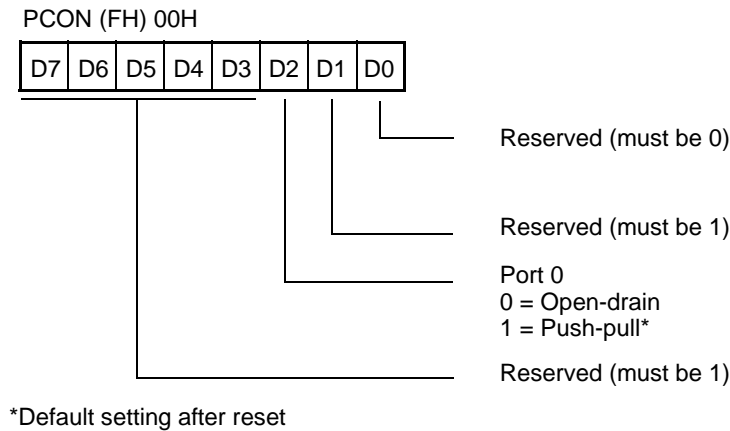 PCON (FH) 00H
D7 D6 D5 D4 D3 D2 D1 D0
Reserved (must be 0)
Reserved (must be 1)
Port 0
0 = Open-drain
1 = Push-pull*
Reserved (must be 1)
*Default setting after reset